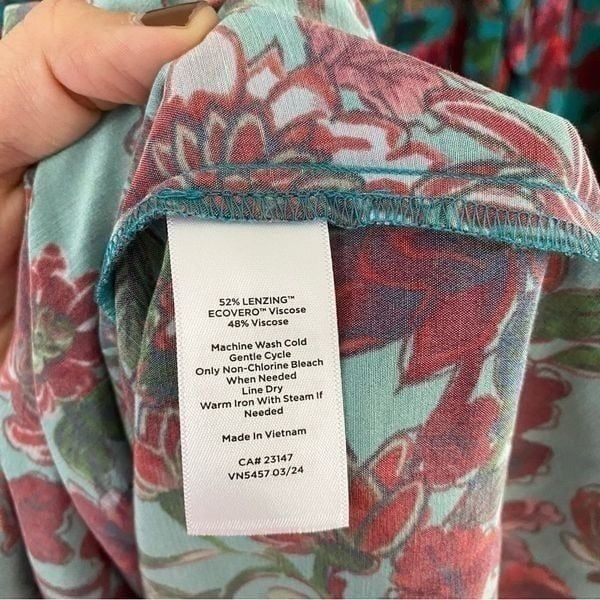 52% LENZING™
ECOVERO™ Viscose
48% Viscose
Machine Wash Cold
Gentle Cycle
Only Non-Chlorine Bleach
When Needed
Line Dry
Warm Iron With Steam If
Needed
Made In Vietnam
CA# 23147
VN5457 03/24